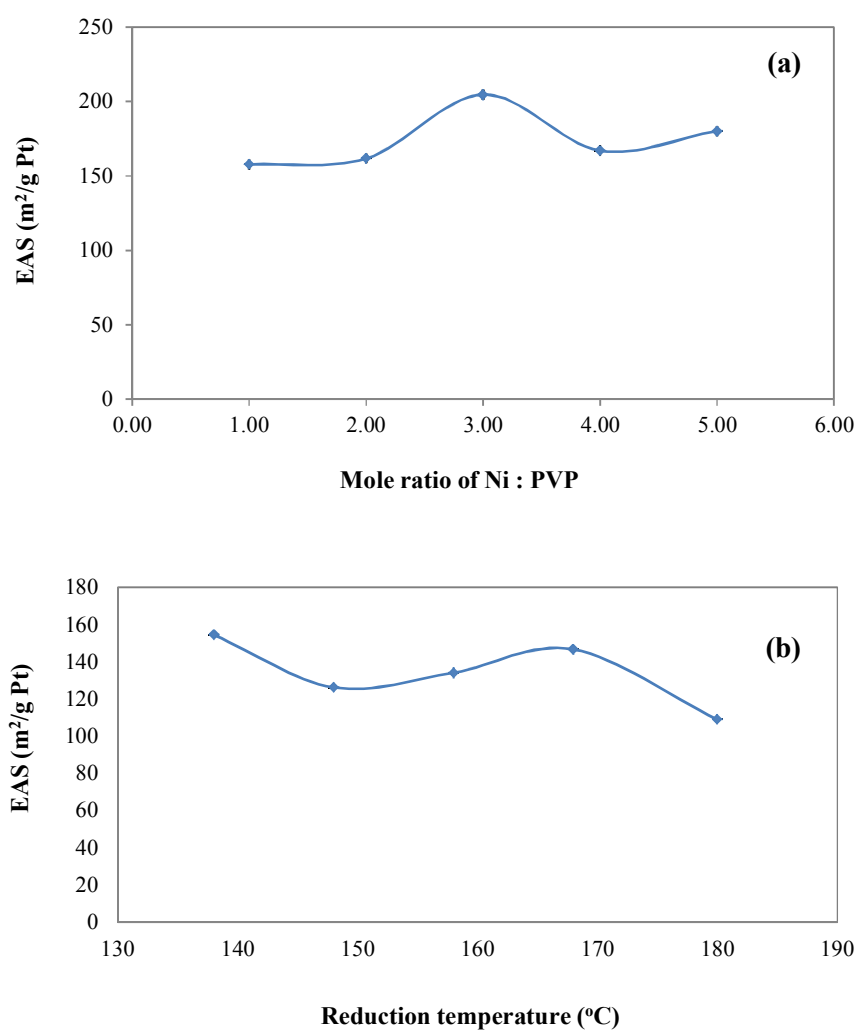 250
(a)
200
150
100
50
0
EAS (m²/g Pt)
0.00 1.00 2.00 3.00 4.00 5.00 6.00
Mole ratio of Ni : PVP
180
160
(b)
140
120
100
80
60
40
20
0
EAS (m²/g Pt)
130 140 150 160 170 180 190
Reduction temperature (ºC)